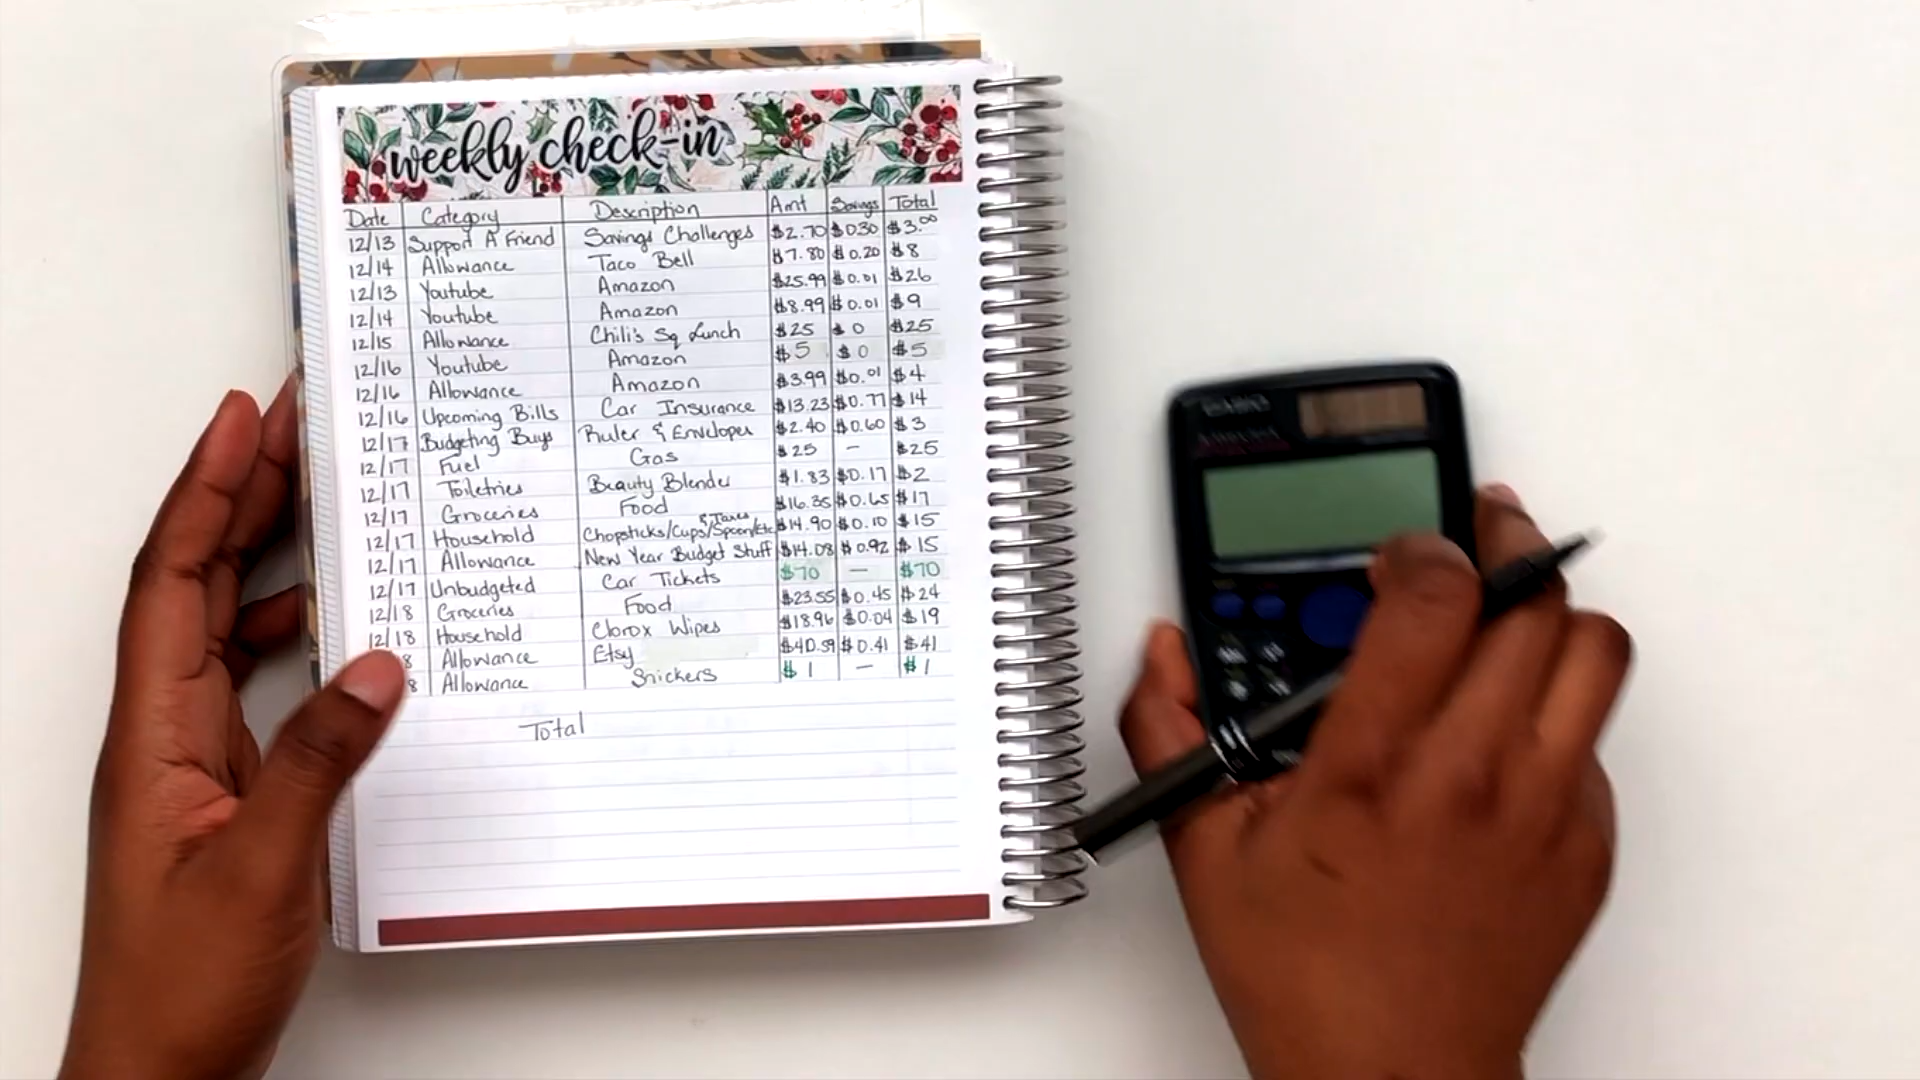 weekly check-in
Date Category Description Amt Savings Total
12/13 Support A Friend Savings Challenges $2.70 $0.30 $3.00
12/14 Allowance Taco Bell $7.80 $0.20 $8
12/13 Youtube Amazon $25.99 $0.01 $26
12/14 Youtube Amazon $8.99 $0.01 $9
12/15 Allowance Chili's Sq Lunch $25 $0 $25
12/16 Youtube Amazon $5 $0 $5
12/16 Allowance Amazon $3.99 $0.01 $4
12/16 Upcoming Bills Car Insurance $13.23 $0.77 $14
12/17 Budgeting Buys Ruler & Envelopes $2.40 $0.60 $3
12/17 Fuel Gas $25 — $25
12/17 Toiletries Beauty Blender $1.83 $0.17 $2
12/17 Groceries Food $16.35 $0.65 $17
12/17 Household Chopsticks/Cups/Spoon/Etc & Taxes $14.90 $0.10 $15
12/17 Allowance New Year Budget Stuff $14.08 $0.92 $15
12/17 Unbudgeted Car Tickets $70 — $70
12/18 Groceries Food $23.55 $0.45 $24
12/18 Household Clorox Wipes $18.96 $0.04 $19
8 Allowance Etsy $40.59 $0.41 $41
8 Allowance Snickers $1 — $1
Total
CASIO